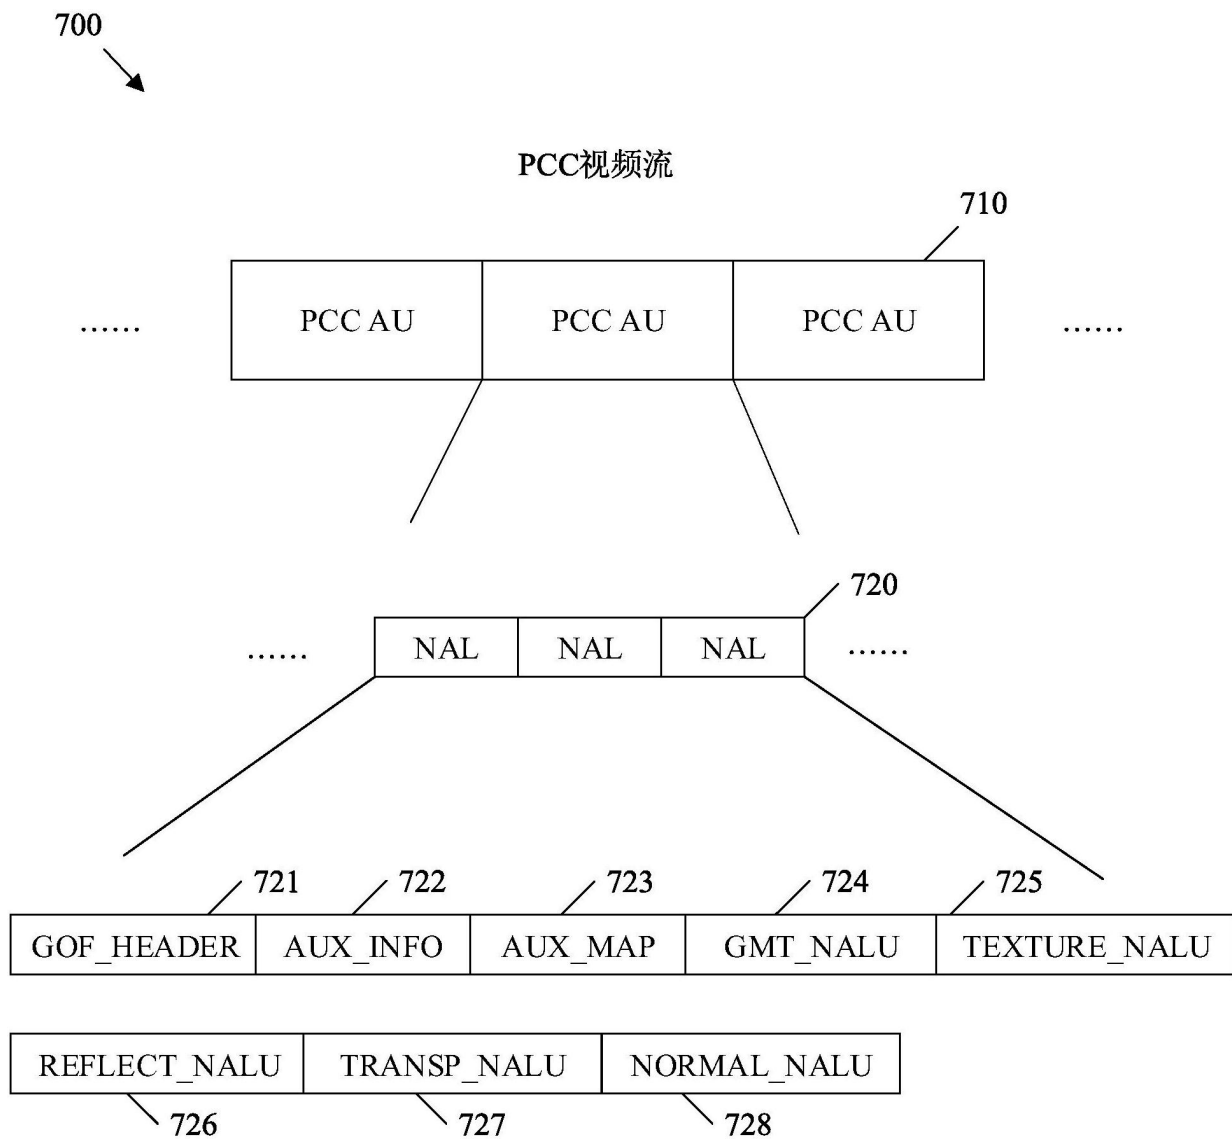 700
PCC视频流
710
...... PCC AU PCC AU PCC AU ......
720
...... NAL NAL NAL ......
721 722 723 724 725
GOF_HEADER AUX_INFO AUX_MAP GMT_NALU TEXTURE_NALU
REFLECT_NALU TRANSP_NALU NORMAL_NALU
726 727 728